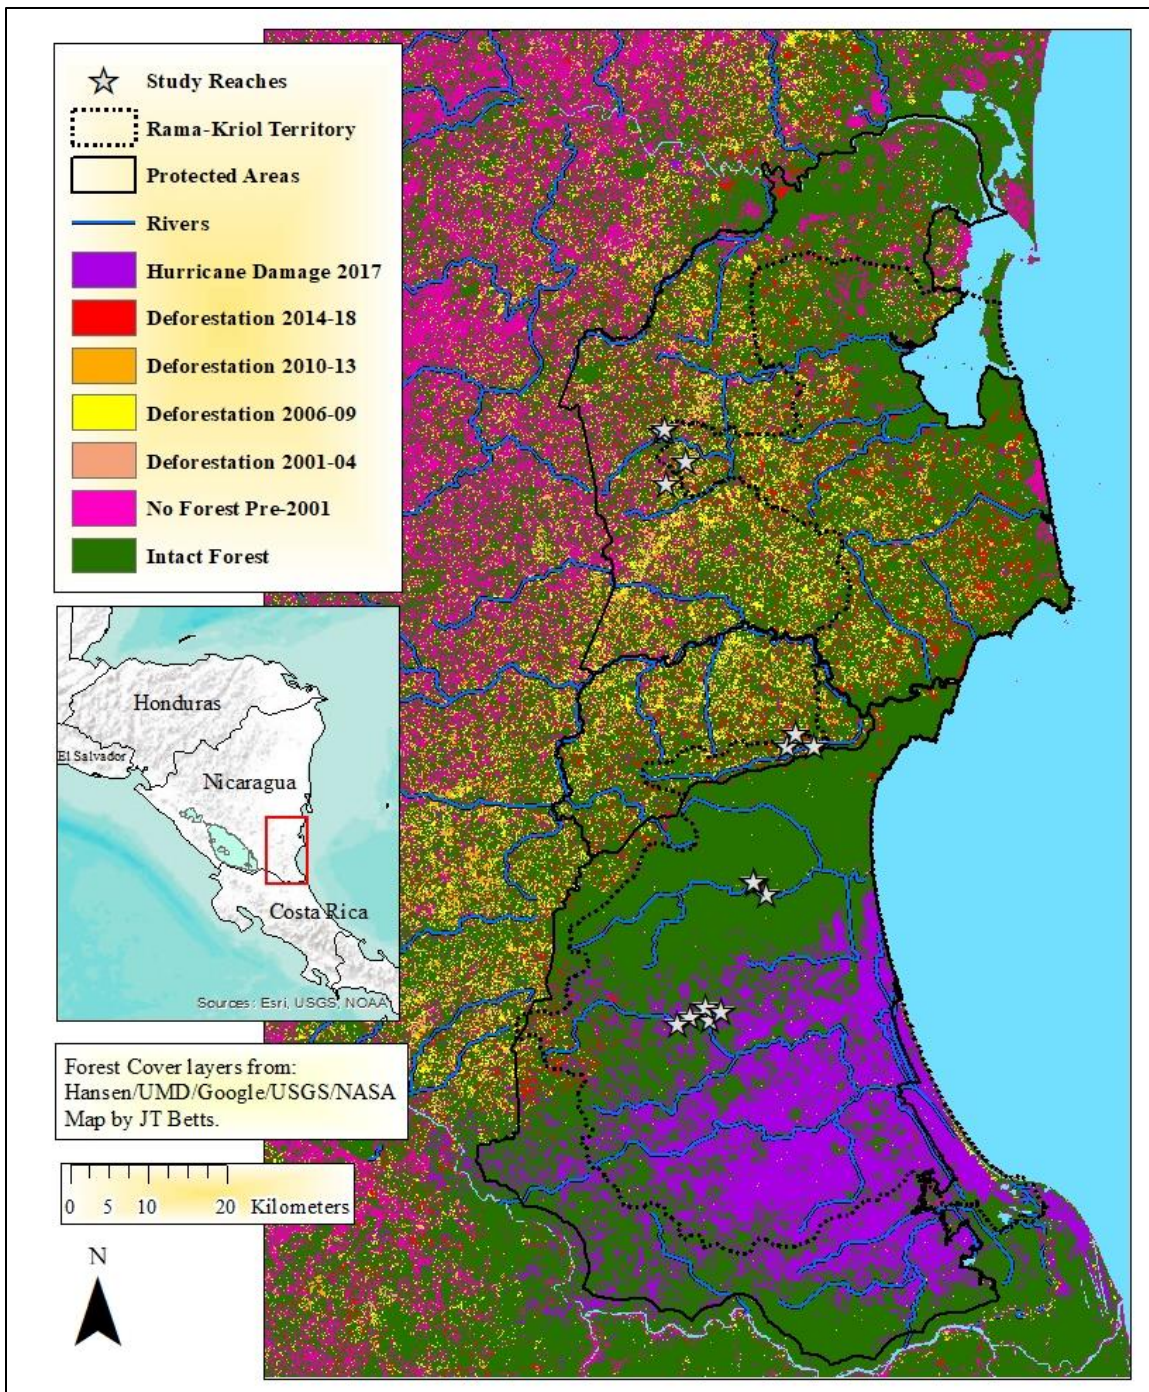 Study Reaches
Rama-Kriol Territory
Protected Areas
Rivers
Hurricane Damage 2017
Deforestation 2014-18
Deforestation 2010-13
Deforestation 2006-09
Deforestation 2001-04
No Forest Pre-2001
Intact Forest
Honduras
El Salvador
Nicaragua
Costa Rica
Sources: Esri, USGS, NOAA
Forest Cover layers from:
Hansen/UMD/Google/USGS/NASA
Map by JT Betts.
0 5 10 20 Kilometers
N